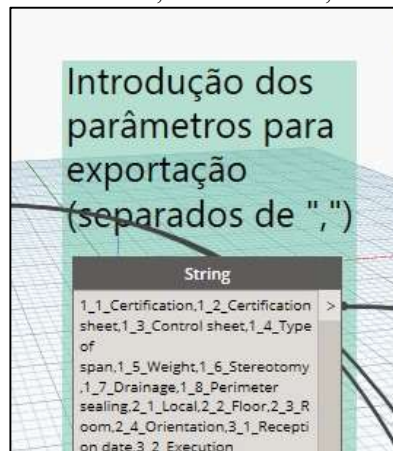 Introdução dos
parâmetros para
exportação
(separados de ",")
String
1_1_Certification,1_2_Certification
sheet,1_3_Control sheet,1_4_Type
of
span,1_5_Weight,1_6_Stereotomy
,1_7_Drainage,1_8_Perimeter
sealing,2_1_Local,2_2_Floor,2_3_R
oom,2_4_Orientation,3_1_Recepti
on date,3_2_Execution
>